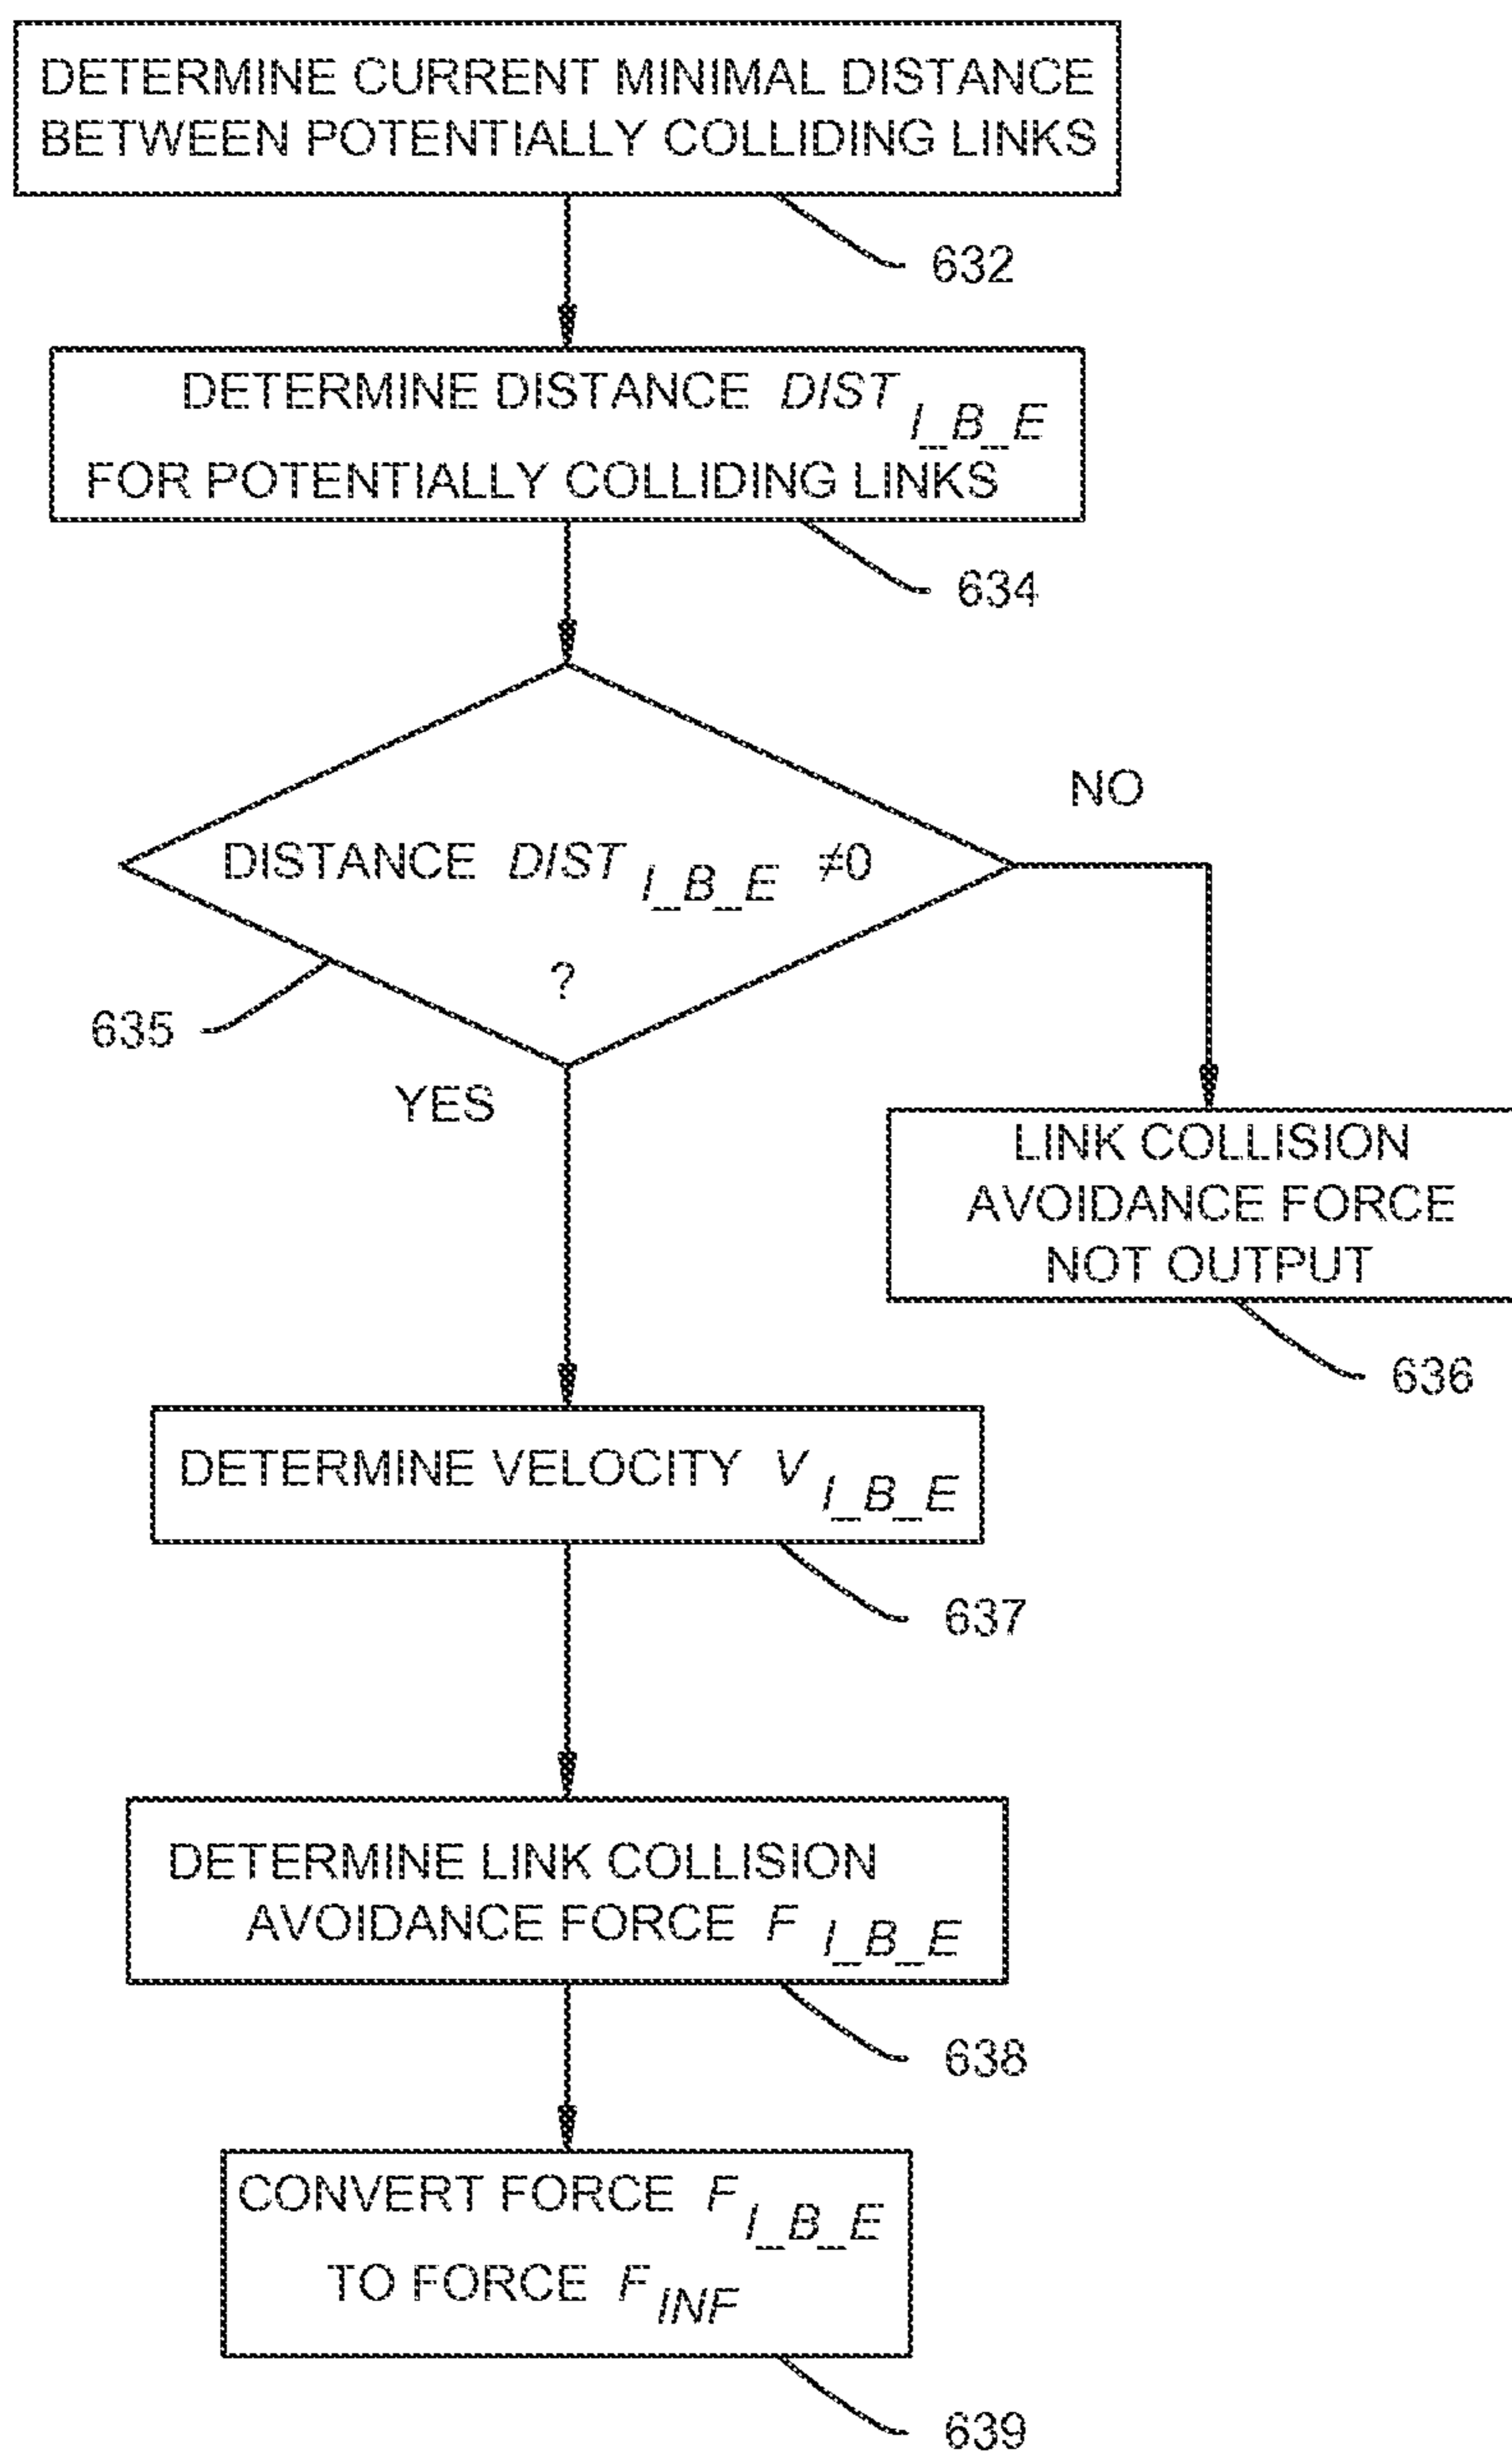 DETERMINE CURRENT MINIMAL DISTANCE
BETWEEN POTENTIALLY COLLIDING LINKS
632
DETERMINE DISTANCE DIST I_B_E
FOR POTENTIALLY COLLIDING LINKS
634
DISTANCE DIST I_B_E ≠0
?
NO
635
YES
LINK COLLISION
AVOIDANCE FORCE
NOT OUTPUT
636
DETERMINE VELOCITY V I_B_E
637
DETERMINE LINK COLLISION
AVOIDANCE FORCE F I_B_E
638
CONVERT FORCE F I_B_E
TO FORCE F INF
639